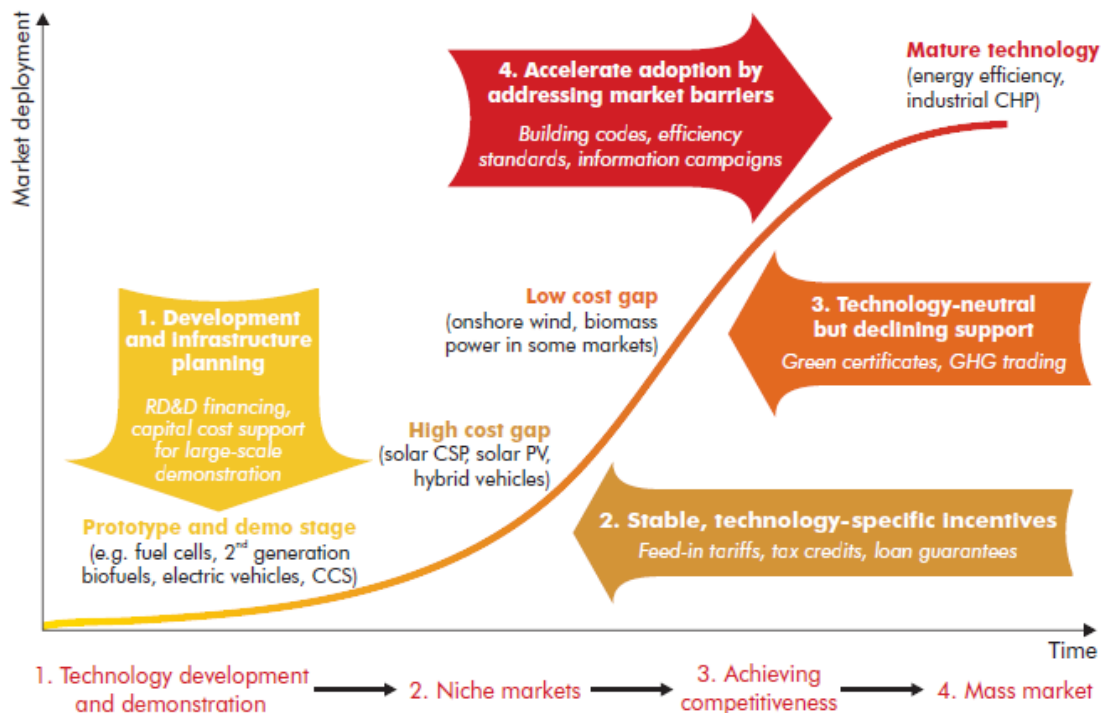 Market deployment
4. Accelerate adoption by
addressing market barriers
Building codes, efficiency
standards, information campaigns
Mature technology
(energy efficiency,
industrial CHP)
Low cost gap
(onshore wind, biomass
power in some markets)
3. Technology-neutral
but declining support
Green certificates, GHG trading
1. Development
and infrastructure
planning
RD&D financing,
capital cost support
for large-scale
demonstration
High cost gap
(solar CSP, solar PV,
hybrid vehicles)
2. Stable, technology-specific incentives
Feed-in tariffs, tax credits, loan guarantees
Prototype and demo stage
(e.g. fuel cells, 2nd generation
biofuels, electric vehicles, CCS)
Time
1. Technology development
and demonstration
2. Niche markets
3. Achieving
competitiveness
4. Mass market